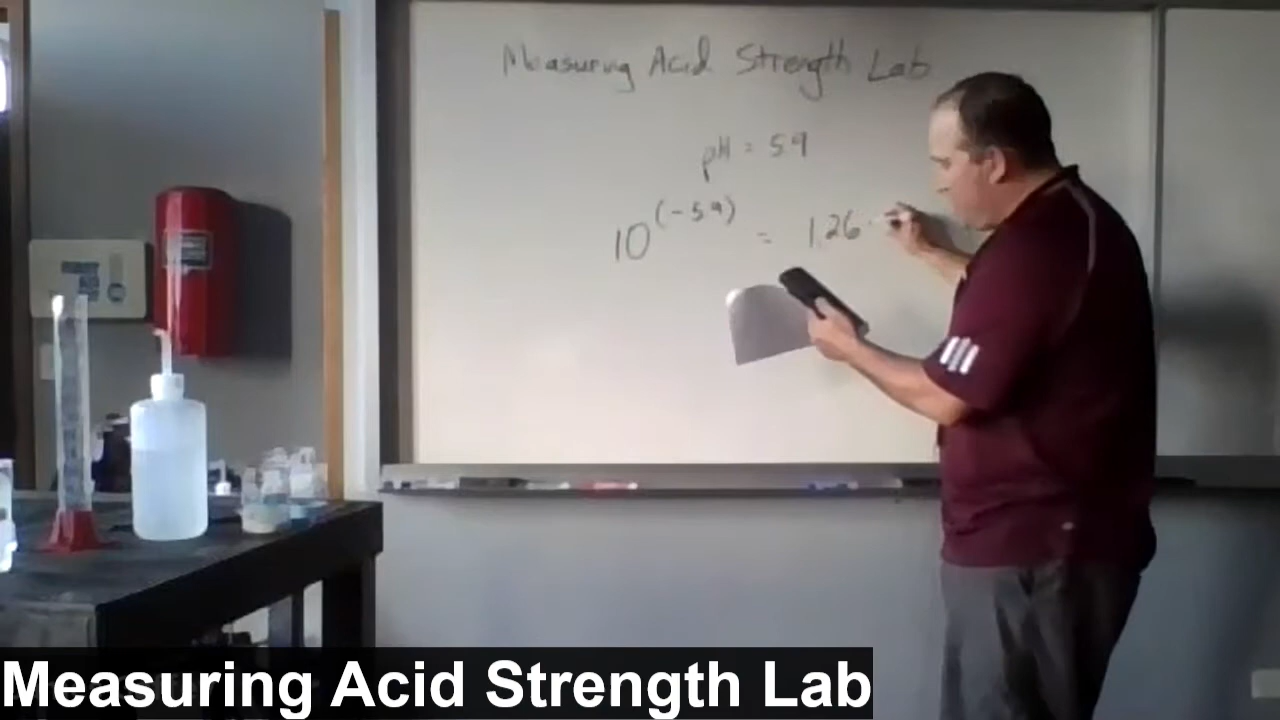 Measuring Acid Strength Lab
pH = 5.9
10^(-5.9) = 1.26 ·
Measuring Acid Strength Lab